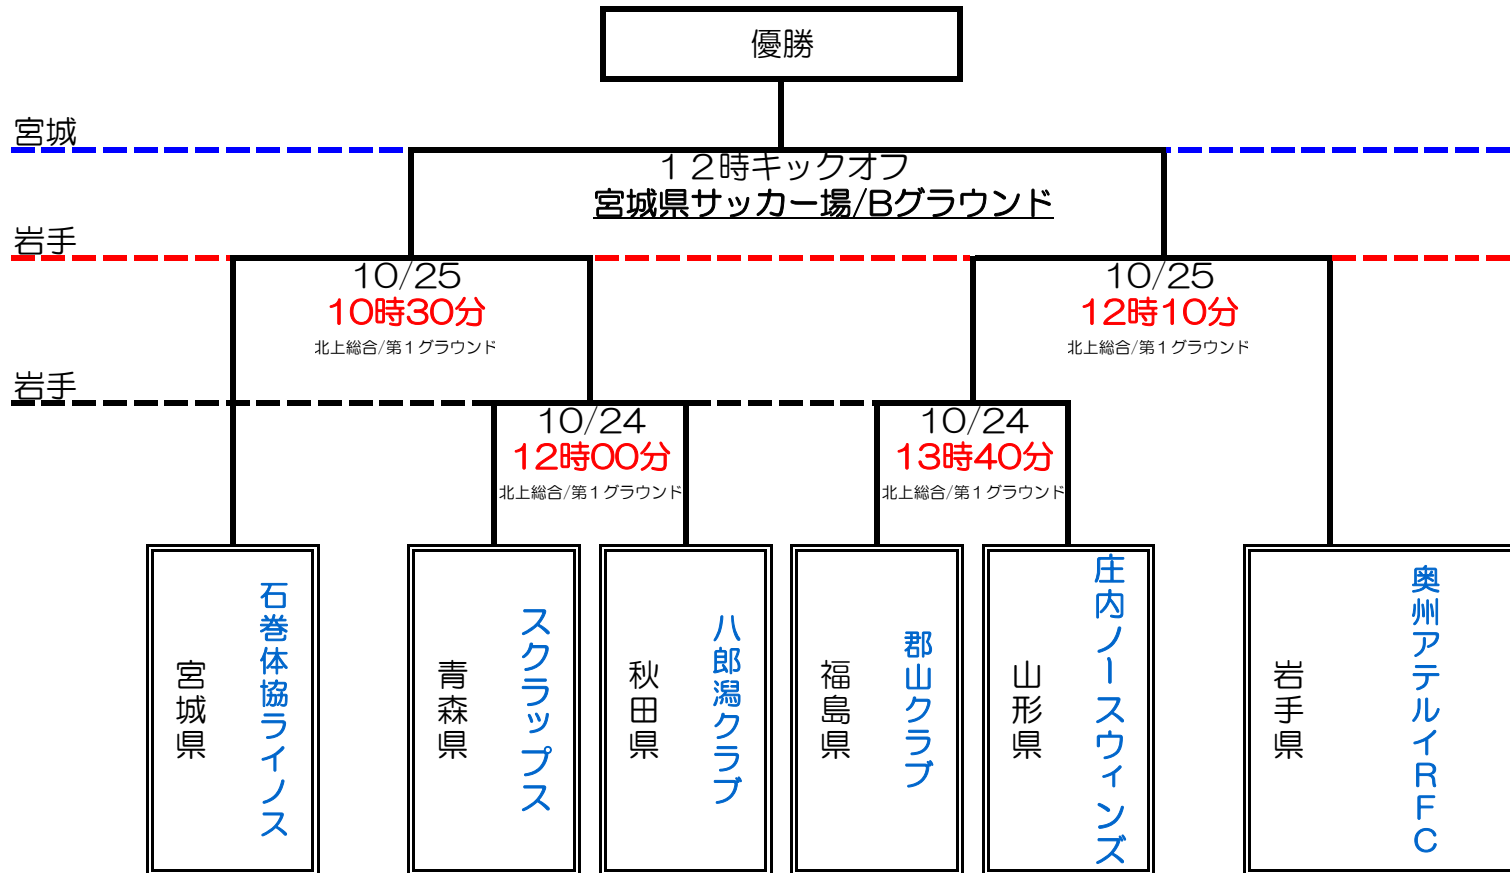 優勝
宮城
１２時キックオフ
宮城県サッカー場/Bグラウンド
岩手
10/25
10時30分
北上総合/第１グラウンド
10/25
12時10分
北上総合/第１グラウンド
岩手
10/24
12時00分
北上総合/第１グラウンド
10/24
13時40分
北上総合/第１グラウンド
宮城県
石巻体協ライノス
青森県
スクラップス
秋田県
八郎潟クラブ
福島県
郡山クラブ
山形県
庄内ノースウィンズ
岩手県
奥州アテルイRFC